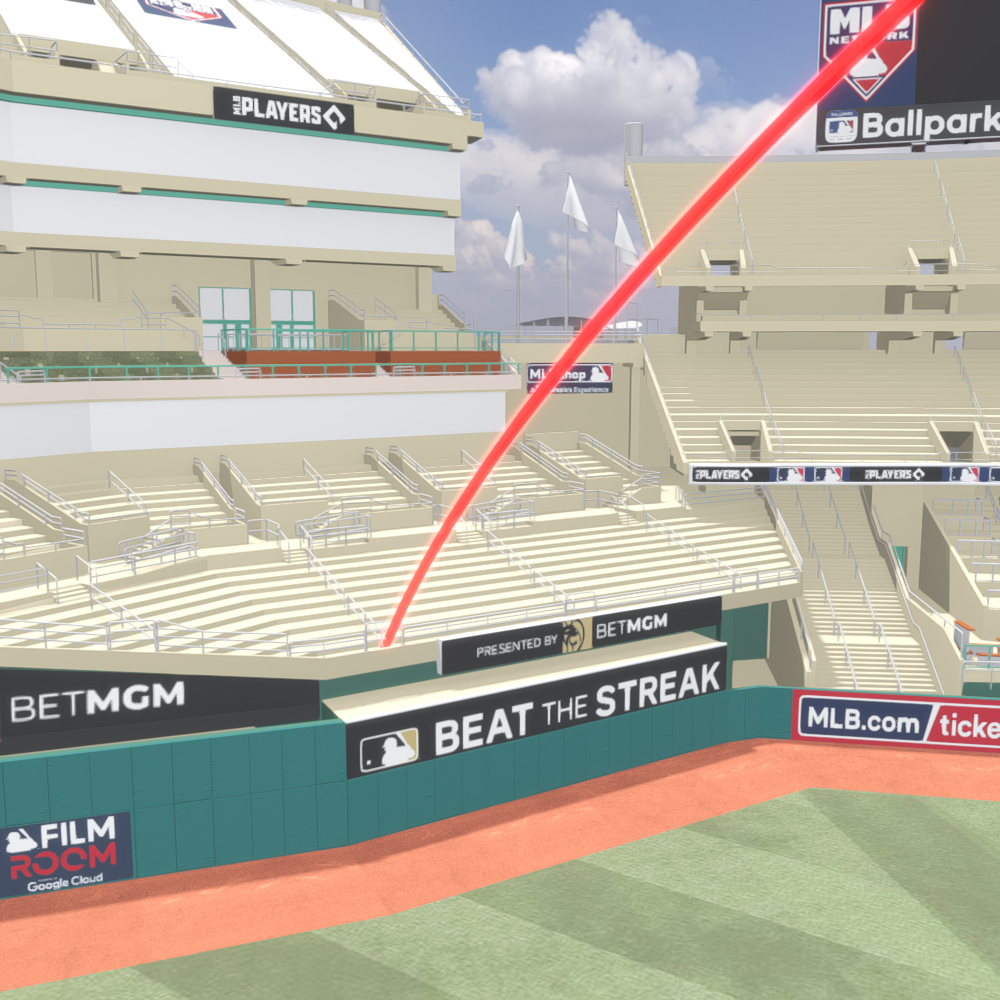 MLB
NETWORK
Ballpark
MLB PLAYERS
Shop
PLAYERS
PLAYERS
PRESENTED BY
BETMGM
BETMGM
BEAT THE STREAK
MLB.com/ticke
FILM
ROOM
Google Cloud